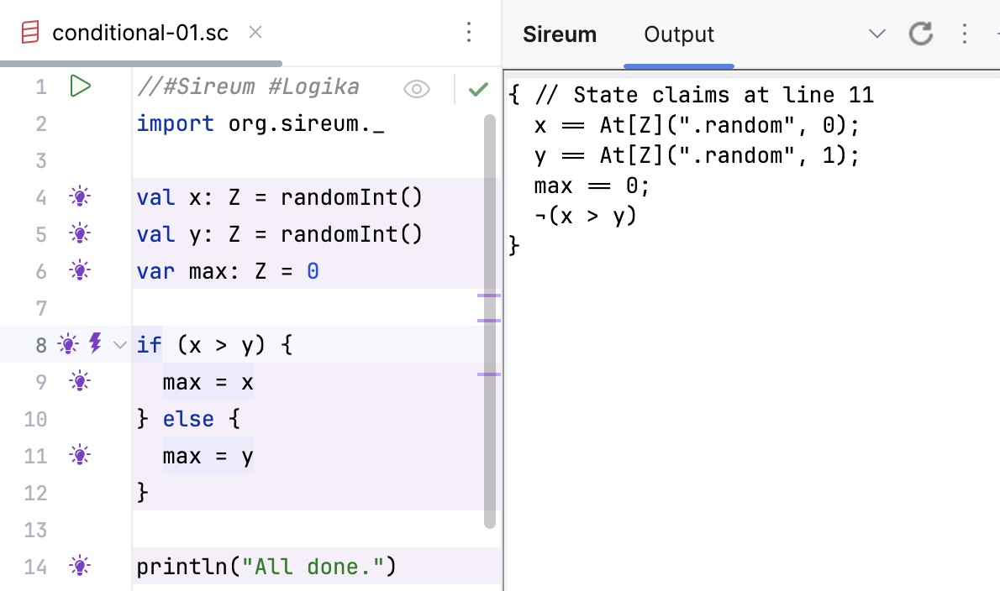 conditional-01.sc
1 //#Sireum #Logika
2 import org.sireum._
3
4 val x: Z = randomInt()
5 val y: Z = randomInt()
6 var max: Z = 0
7
8 if (x > y) {
9 max = x
10 } else {
11 max = y
12 }
13
14 println("All done.")
Sireum Output
{ // State claims at line 11
x == At[Z](".random", 0);
y == At[Z](".random", 1);
max == 0;
¬(x > y)
}